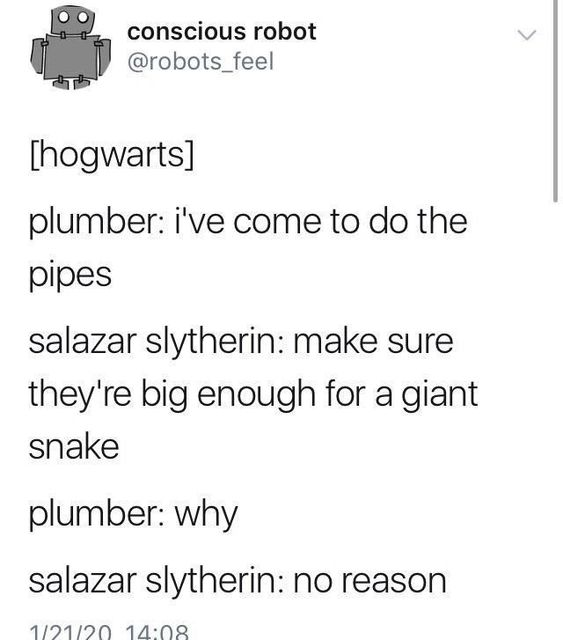 conscious robot
@robots_feel
[hogwarts]
plumber: i've come to do the
pipes
salazar slytherin: make sure
they're big enough for a giant
snake
plumber: why
salazar slytherin: no reason
1/21/20 14:08